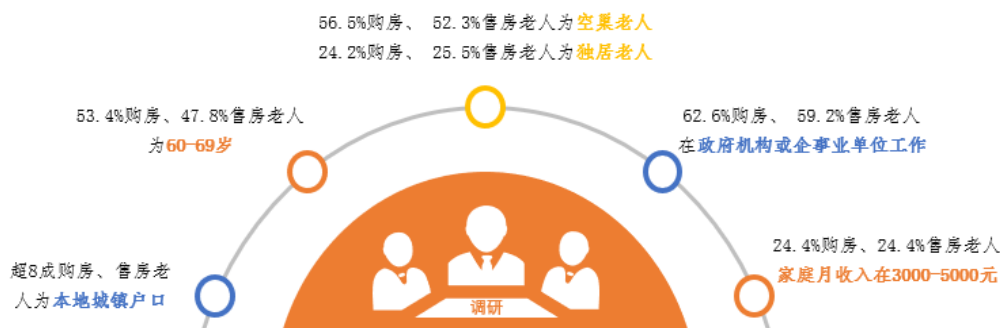 56.5%购房、 52.3%售房老人为空巢老人
24.2%购房、 25.5%售房老人为独居老人
53.4%购房、47.8%售房老人
为60-69岁
62.6%购房、 59.2%售房老人
在政府机构或企事业单位工作
超8成购房、售房老
人为本地城镇户口
24.4%购房、24.4%售房老人
家庭月收入在3000-5000元
调研